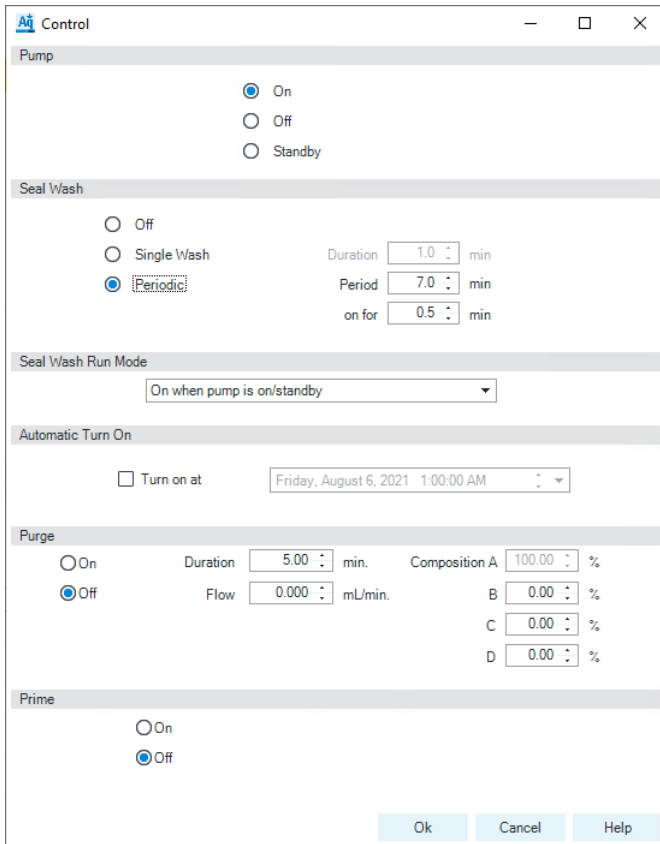 Aq Control
Pump
On
Off
Standby
Seal Wash
Off
Single Wash Duration 1.0 min
Periodic Period 7.0 min
on for 0.5 min
Seal Wash Run Mode
On when pump is on/standby
Automatic Turn On
Turn on at Friday, August 6, 2021 1:00:00 AM
Purge
On Duration 5.00 min. Composition A 100.00 %
Off Flow 0.000 mL/min. B 0.00 %
C 0.00 %
D 0.00 %
Prime
On
Off
Ok Cancel Help